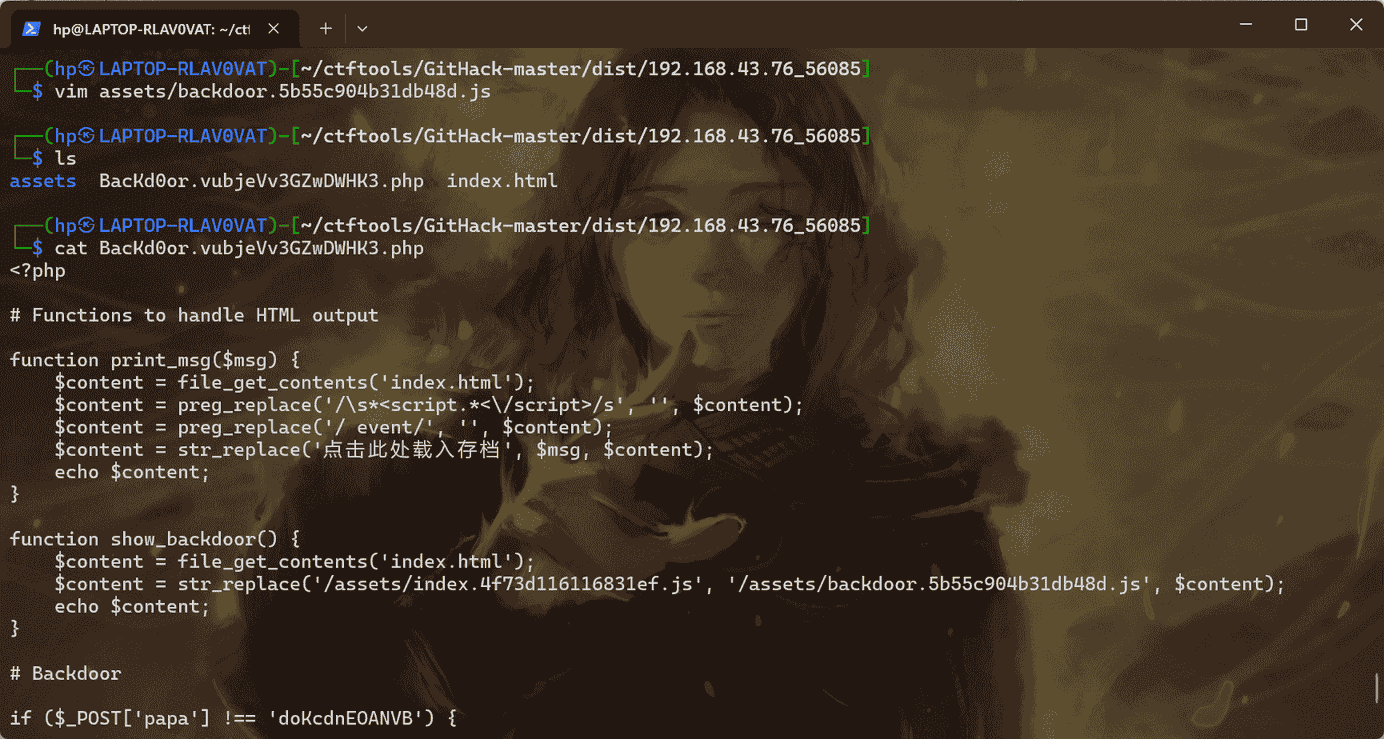 hp@LAPTOP-RLAV0VAT: ~/ctf
┌──(hp㉿LAPTOP-RLAV0VAT)-[~/ctftools/GitHack-master/dist/192.168.43.76_56085]
└─$ vim assets/backdoor.5b55c904b31db48d.js
┌──(hp㉿LAPTOP-RLAV0VAT)-[~/ctftools/GitHack-master/dist/192.168.43.76_56085]
└─$ ls
assets  BacKd0or.vubjeVv3GZwDWHK3.php  index.html
┌──(hp㉿LAPTOP-RLAV0VAT)-[~/ctftools/GitHack-master/dist/192.168.43.76_56085]
└─$ cat BacKd0or.vubjeVv3GZwDWHK3.php
<?php
# Functions to handle HTML output
function print_msg($msg) {
    $content = file_get_contents('index.html');
    $content = preg_replace('/\s*<script.*<\/script>/s', '', $content);
    $content = preg_replace('/ event/', '', $content);
    $content = str_replace('点击此处载入存档', $msg, $content);
    echo $content;
}
function show_backdoor() {
    $content = file_get_contents('index.html');
    $content = str_replace('/assets/index.4f73d116116831ef.js', '/assets/backdoor.5b55c904b31db48d.js', $content);
    echo $content;
}
# Backdoor
if ($_POST['papa'] !== 'doKcdnEOANVB') {